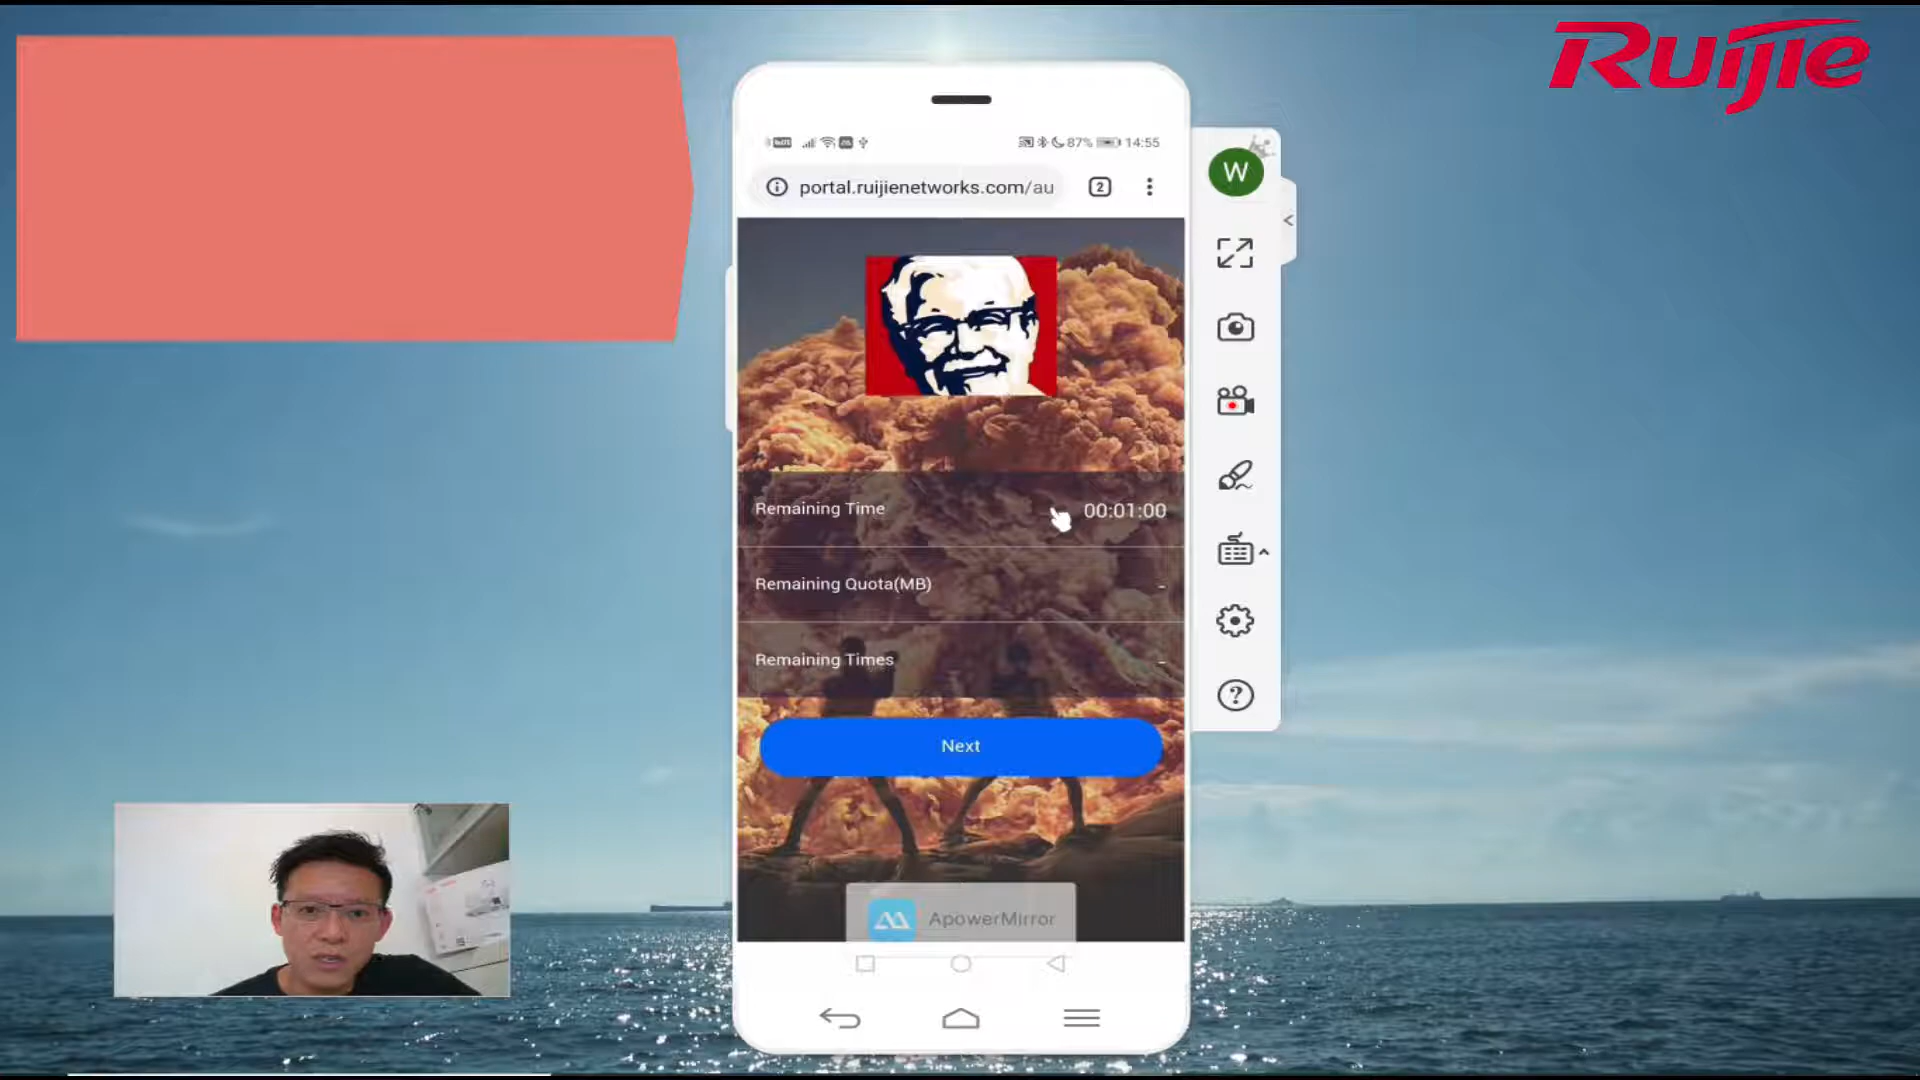 Ruijie
87% 14:55
portal.ruijienetworks.com/au
2
W
Remaining Time 00:01:00
Remaining Quota(MB) -
Remaining Times -
Next
ApowerMirror